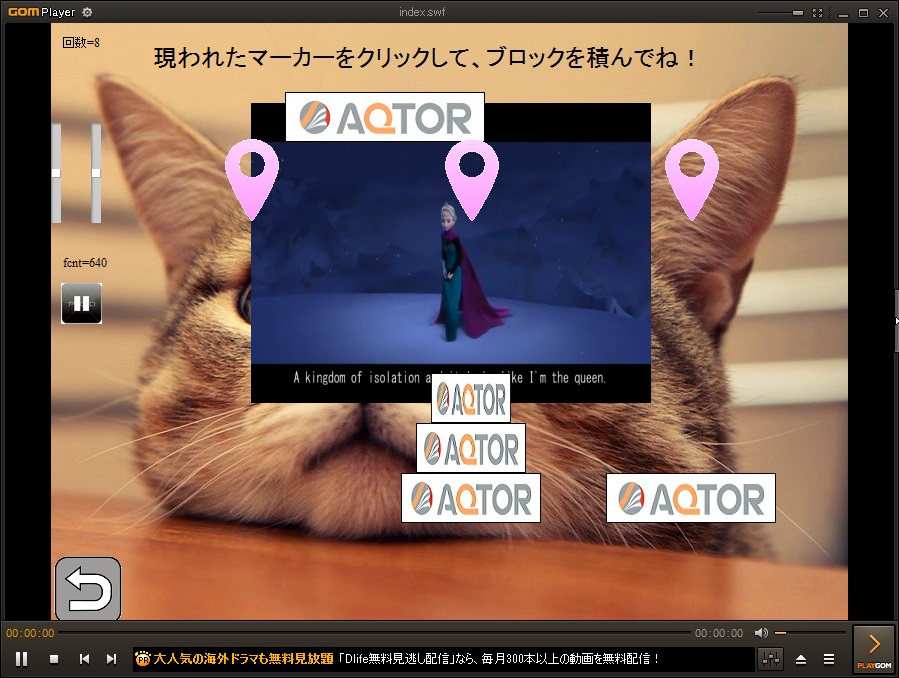 GOM Player
index.swf
回数=8
現われたマーカーをクリックして、ブロックを積んでね！
AQTOR
fcnt=640
A kingdom of isolation like I'm the queen.
AQTOR
AQTOR
AQTOR
AQTOR
00:00:00
00:00:00
大人気の海外ドラマも無料見放題「Dlife無料見逃し配信」なら、毎月300本以上の動画を無料配信！
PLAYGOM